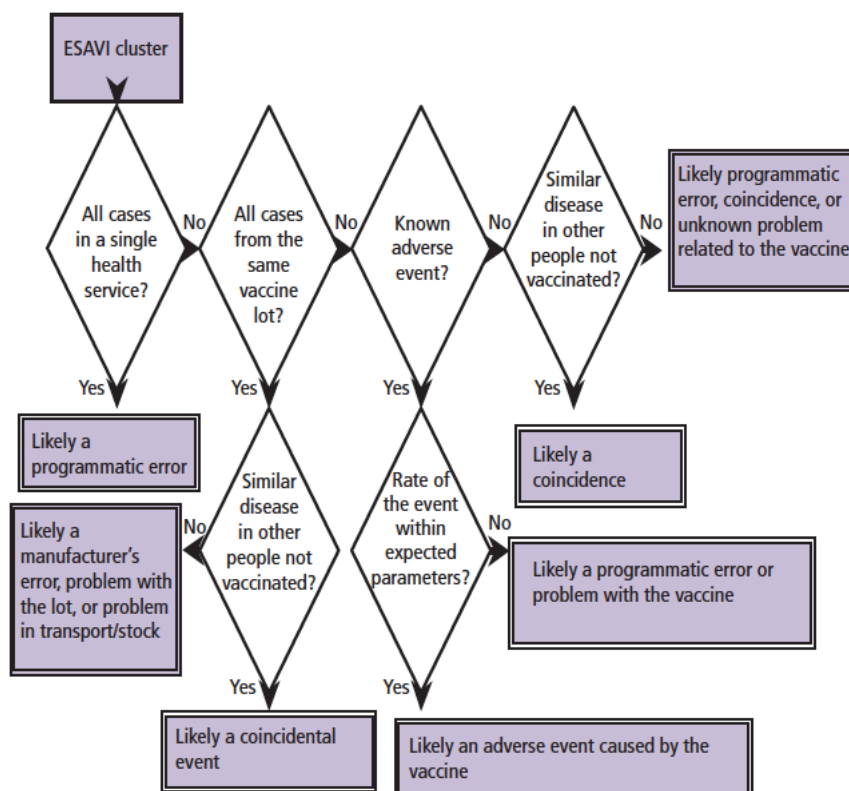 ESAVI cluster
All cases
in a single
health
service?
No
All cases
from the
same
vaccine
lot?
No
Known
adverse
event?
No
Similar
disease
in other
people not
vaccinated?
No
Likely programmatic
error, coincidence, or
unknown problem
related to the vaccine
Yes
Yes
Yes
Yes
Likely a
programmatic error
Likely a
coincidence
Similar
disease
in other
people not
vaccinated?
No
Likely a
manufacturer’s
error, problem with
the lot, or problem
in transport/stock
Rate of
the event
within
expected
parameters?
No
Likely a programmatic error or
problem with the vaccine
Yes
Yes
Likely a coincidental
event
Likely an adverse event caused by the
vaccine